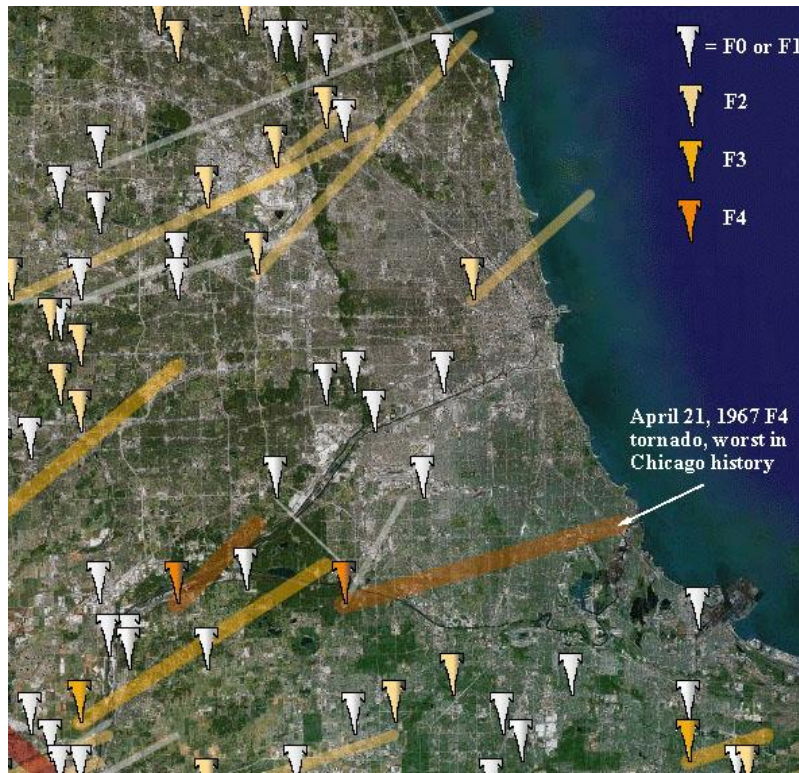 = F0 or F1
F2
F3
F4
April 21, 1967 F4
tornado, worst in
Chicago history